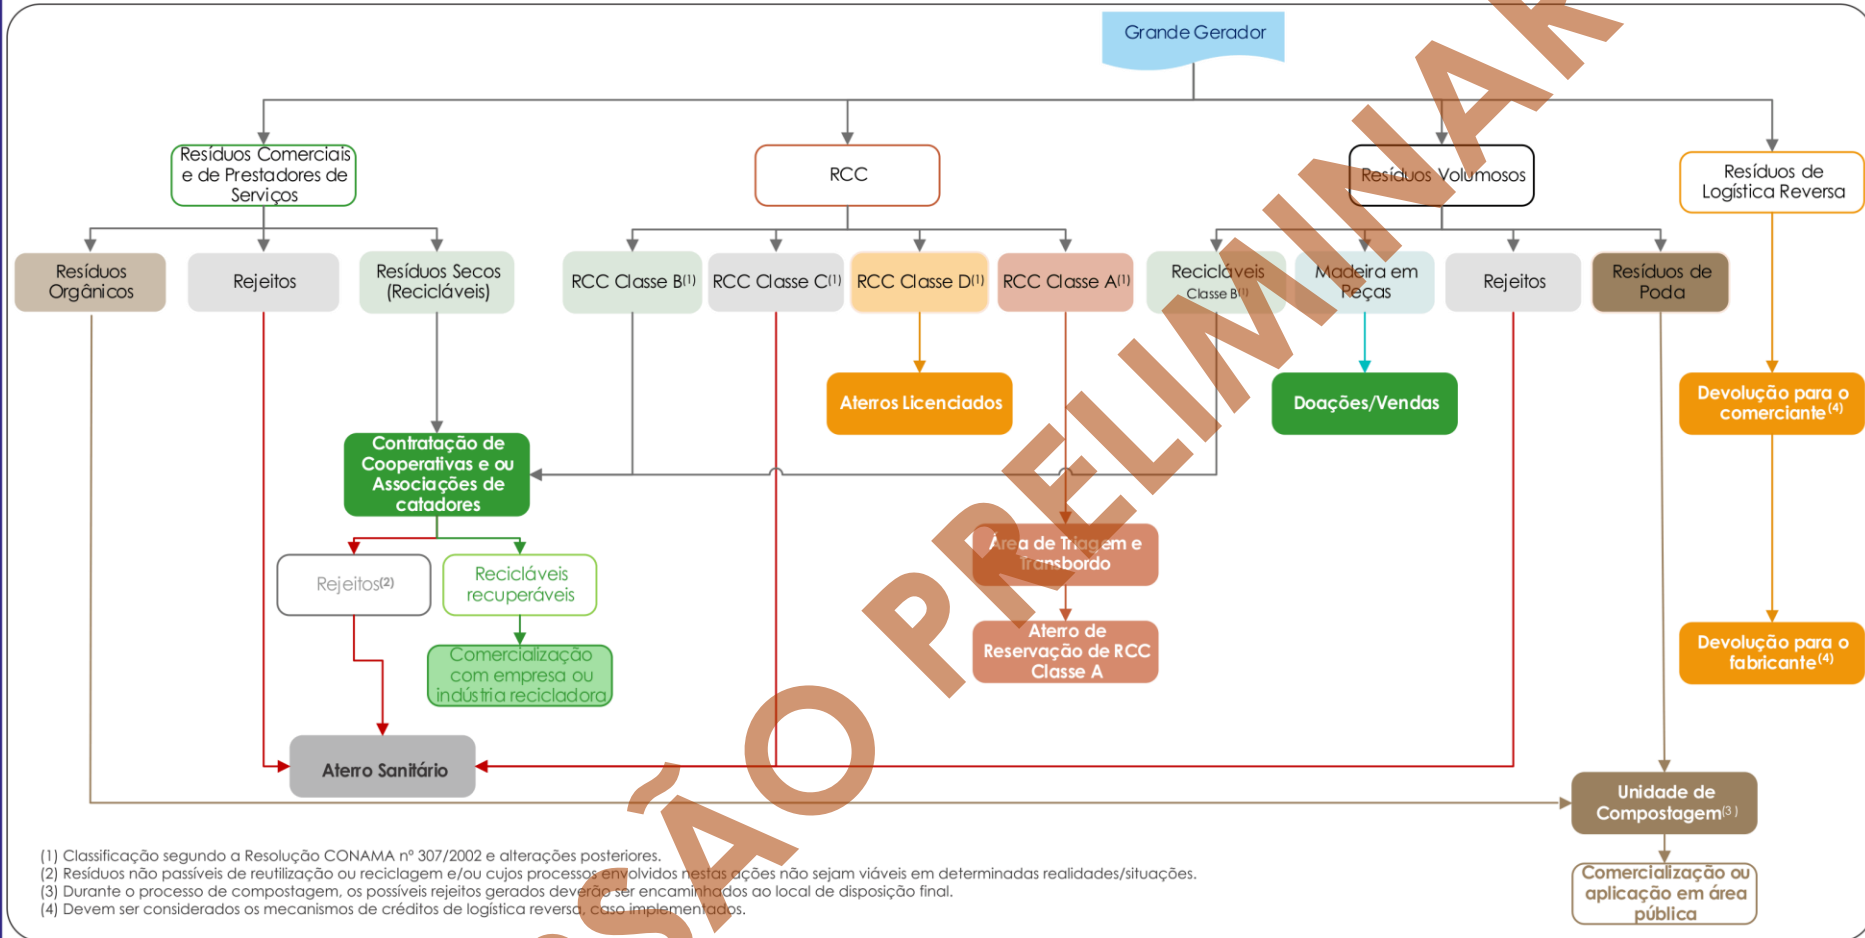 Grande Gerador
Resíduos Comerciais
e de Prestadores de
Serviços
RCC
Resíduos Volumosos
Resíduos de
Logística Reversa
Resíduos
Orgânicos
Rejeitos
Resíduos Secos
(Recicláveis)
RCC Classe B(1)
RCC Classe C(1)
RCC Classe D(1)
RCC Classe A(1)
Recicláveis
Classe B(1)
Madeira em
Peças
Rejeitos
Resíduos de
Poda
Aterros Licenciados
Doações/Vendas
Devolução para o
comerciante(4)
Contratação de
Cooperativas e ou
Associações de
catadores
Área de Triagem e
Transbordo
Rejeitos(2)
Recicláveis
recuperáveis
Aterro de
Reservação de RCC
Classe A
Devolução para o
fabricante(4)
Comercialização
com empresa ou
indústria recicladora
Aterro Sanitário
Unidade de
Compostagem(3)
Comercialização ou
aplicação em área
pública
(1) Classificação segundo a Resolução CONAMA nº 307/2002 e alterações posteriores.
(2) Resíduos não passíveis de reutilização ou reciclagem e/ou cujos processos envolvidos nestas ações não sejam viáveis em determinadas realidades/situações.
(3) Durante o processo de compostagem, os possíveis rejeitos gerados deverão ser encaminhados ao local de disposição final.
(4) Devem ser considerados os mecanismos de créditos de logística reversa, caso implementados.
SSÃO PRELIMINAR